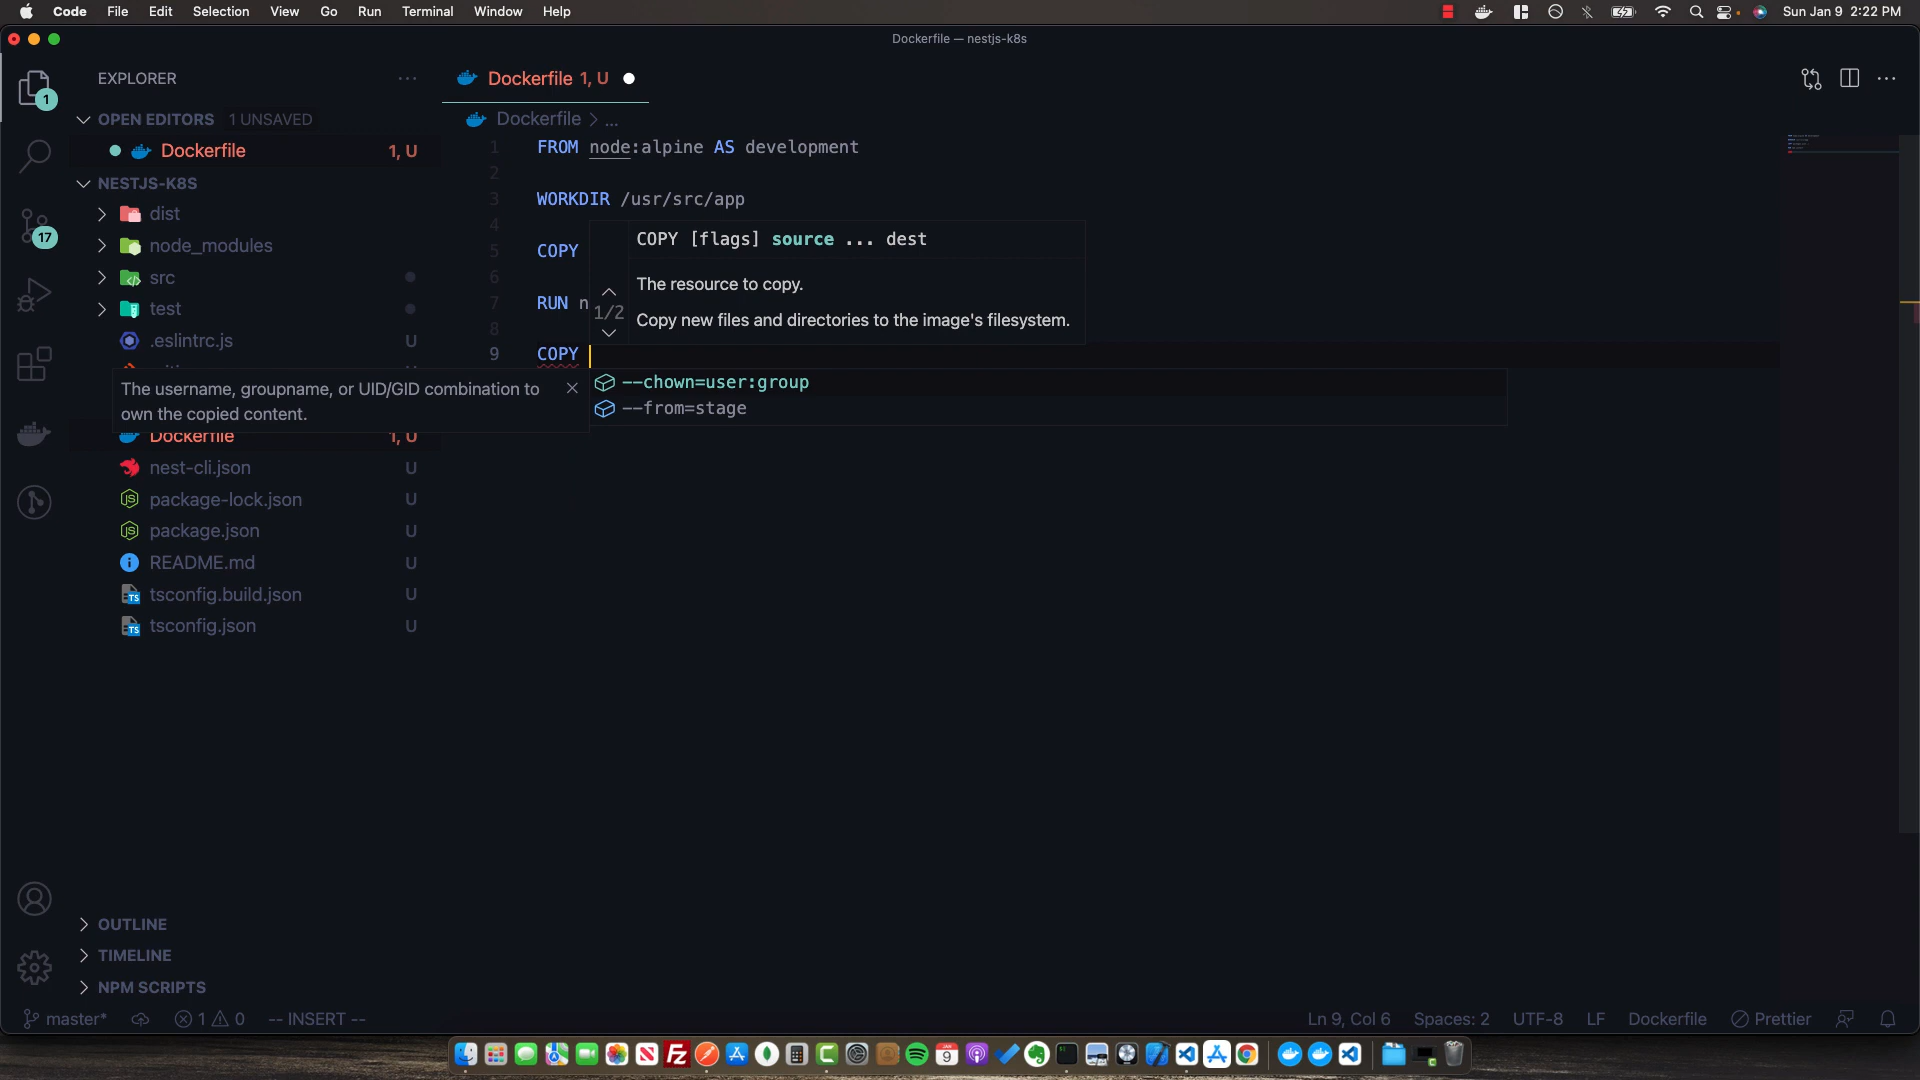 Code File Edit Selection View Go Run Terminal Window Help Sun Jan 9 2:22 PM
Dockerfile — nestjs-k8s
EXPLORER
Dockerfile 1, U
OPEN EDITORS 1 UNSAVED
Dockerfile 1, U
NESTJS-K8S
dist
node_modules
src
test
.eslintrc.js U
The username, groupname, or UID/GID combination to
own the copied content.
Dockerfile 1, U
nest-cli.json U
package-lock.json U
package.json U
README.md U
tsconfig.build.json U
tsconfig.json U
OUTLINE
TIMELINE
NPM SCRIPTS
1
17
Dockerfile > ...
1 FROM node:alpine AS development
2
3 WORKDIR /usr/src/app
4
5 COPY
6
7 RUN n
8
9 COPY
COPY [flags] source ... dest
The resource to copy.
1/2
Copy new files and directories to the image's filesystem.
--chown=user:group
--from=stage
master* 1 0 -- INSERT -- Ln 9, Col 6 Spaces: 2 UTF-8 LF Dockerfile Prettier